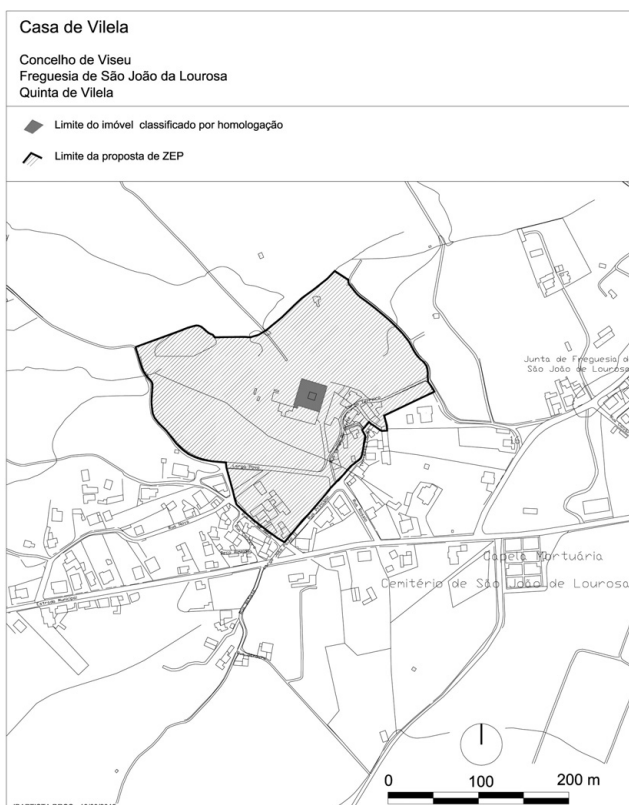 Casa de Vilela
Concelho de Viseu
Freguesia de São João da Lourosa
Quinta de Vilela
Limite do imóvel classificado por homologação
Limite da proposta de ZEP
Junta de Freguesia d
São João de Lourosa
Capela Mortuária
Cemitério de São João de Lourosa
Estrada Municipal
0 100 200 m